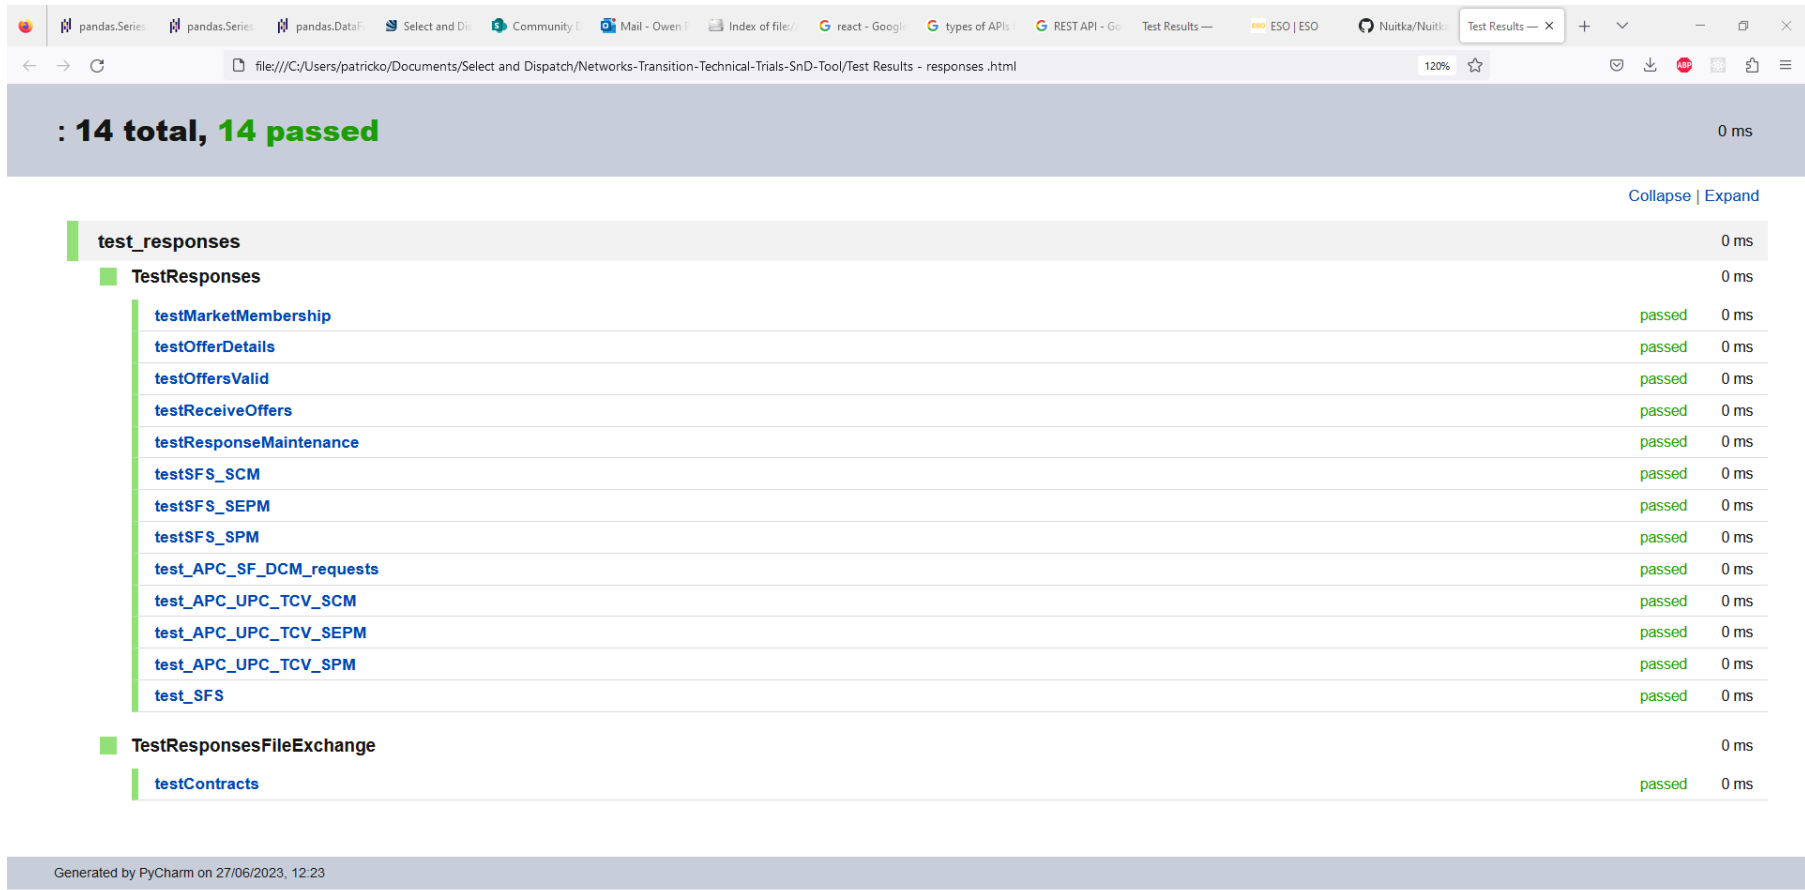 pandas.Series pandas.Series pandas.DataF Select and Dis Community D Mail - Owen Index of file:// react - Google types of APIs REST API - Go Test Results — ESO | ESO Nuitka/Nuitk Test Results —
file:///C:/Users/patricko/Documents/Select and Dispatch/Networks-Transition-Technical-Trials-SnD-Tool/Test Results - responses .html 120% ABP
: 14 total, 14 passed 0 ms
Collapse | Expand
test_responses 0 ms
TestResponses 0 ms
testMarketMembership passed 0 ms
testOfferDetails passed 0 ms
testOffersValid passed 0 ms
testReceiveOffers passed 0 ms
testResponseMaintenance passed 0 ms
testSFS_SCM passed 0 ms
testSFS_SEPM passed 0 ms
testSFS_SPM passed 0 ms
test_APC_SF_DCM_requests passed 0 ms
test_APC_UPC_TCV_SCM passed 0 ms
test_APC_UPC_TCV_SEPM passed 0 ms
test_APC_UPC_TCV_SPM passed 0 ms
test_SFS passed 0 ms
TestResponsesFileExchange 0 ms
testContracts passed 0 ms
Generated by PyCharm on 27/06/2023, 12:23